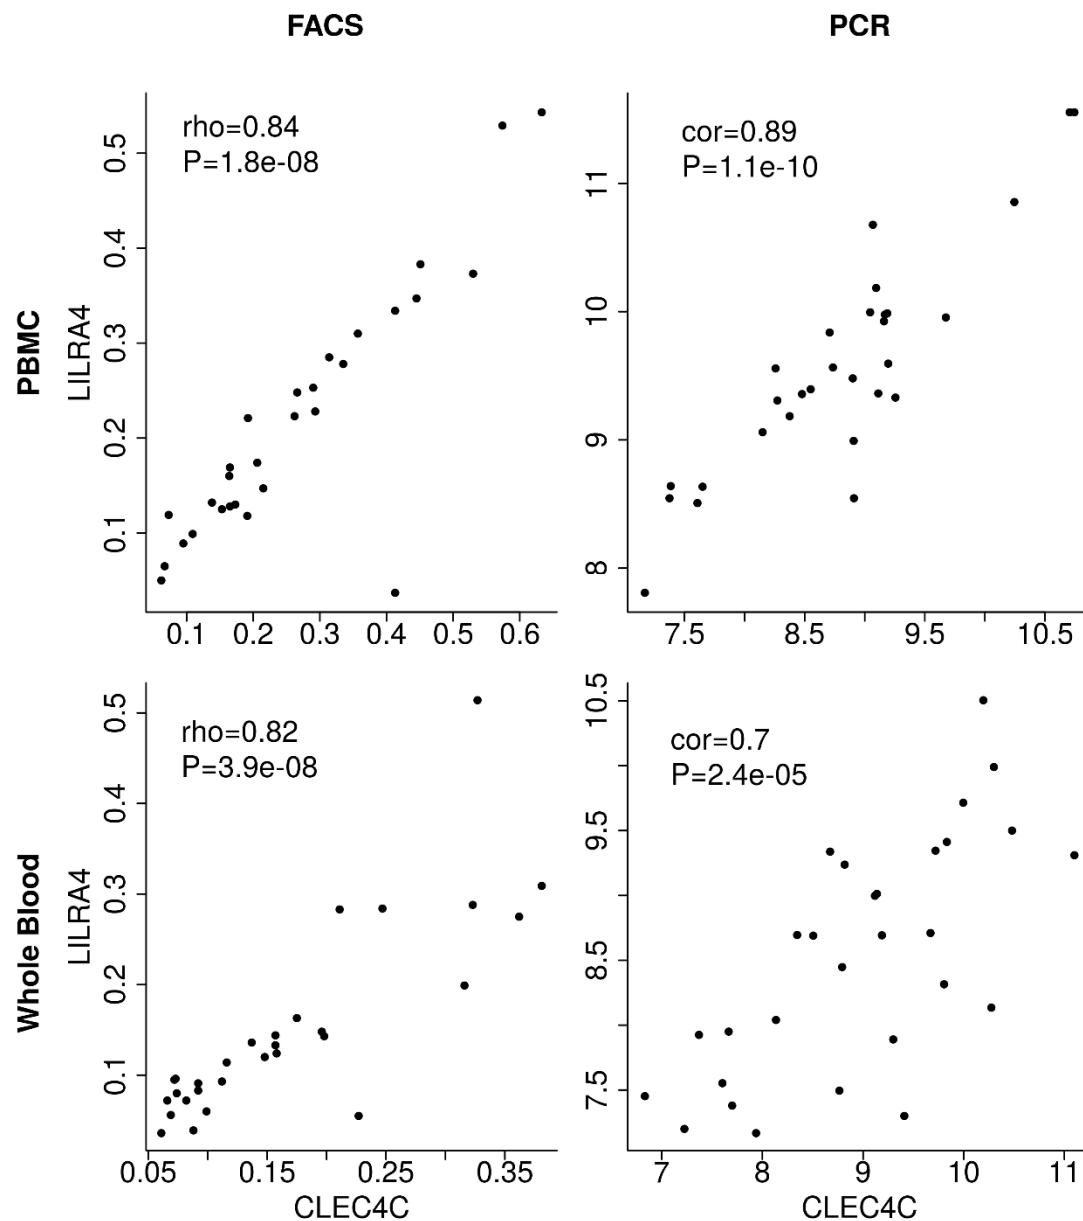 FACS
PCR
PBMC
LILRA4
0.5
0.4
0.3
0.2
0.1
rho=0.84
P=1.8e-08
0.1 0.2 0.3 0.4 0.5 0.6
11
10
9
8
cor=0.89
P=1.1e-10
7.5 8.5 9.5 10.5
Whole Blood
LILRA4
0.5
0.4
0.3
0.2
0.1
rho=0.82
P=3.9e-08
0.05 0.15 0.25 0.35
CLEC4C
10.5
9.5
8.5
7.5
cor=0.7
P=2.4e-05
7 8 9 10 11
CLEC4C